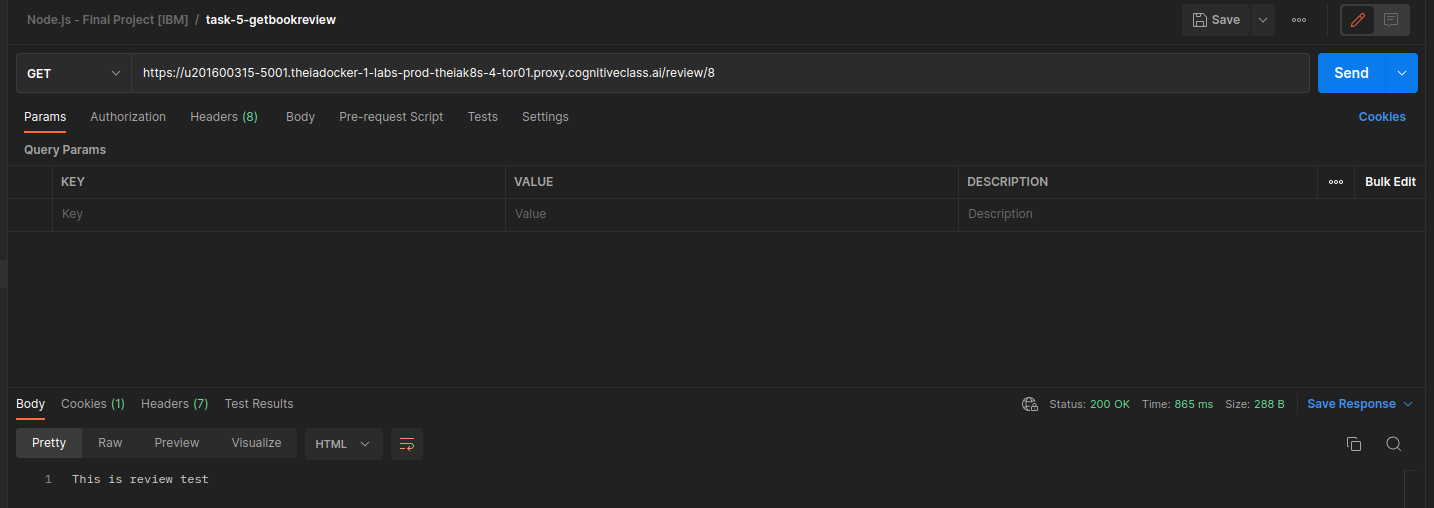 Node.js - Final Project [IBM] / task-5-getbookreview Save
GET https://u201600315-5001.theiadocker-1-labs-prod-theiak8s-4-tor01.proxy.cognitiveclass.ai/review/8 Send
Params Authorization Headers (8) Body Pre-request Script Tests Settings Cookies
Query Params
KEY VALUE DESCRIPTION Bulk Edit
Key Value Description
Body Cookies (1) Headers (7) Test Results Status: 200 OK Time: 865 ms Size: 288 B Save Response
Pretty Raw Preview Visualize HTML
1 This is review test